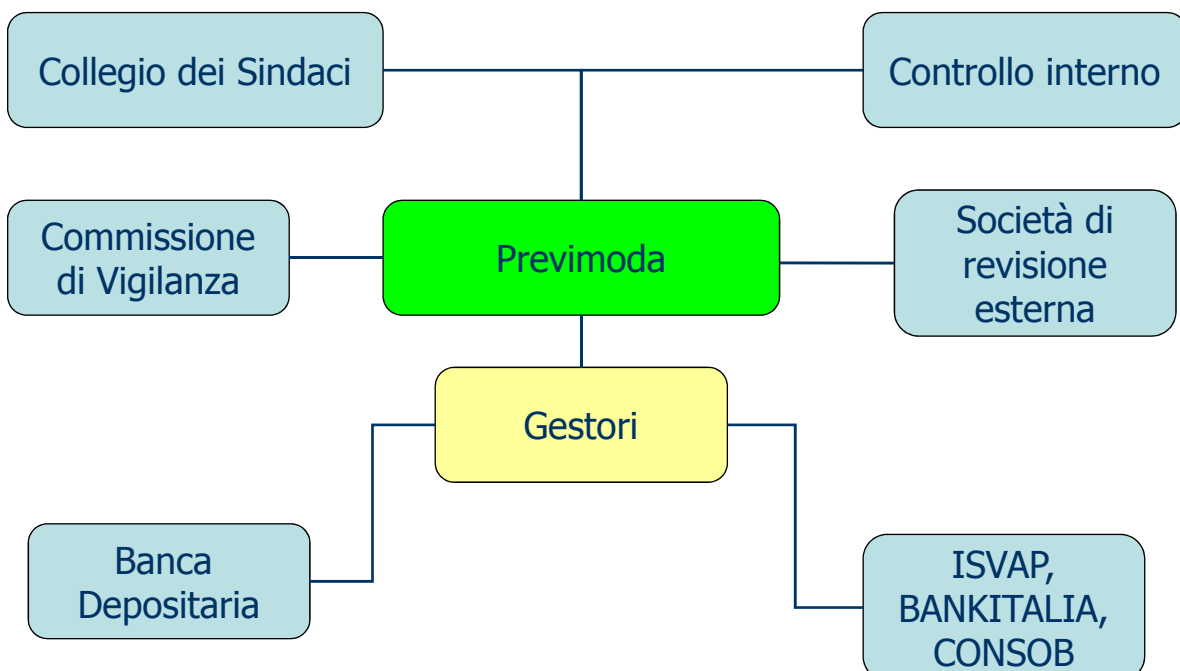 Collegio dei Sindaci
Controllo interno
Commissione
di Vigilanza
Previmoda
Società di
revisione
esterna
Gestori
Banca
Depositaria
ISVAP,
BANKITALIA,
CONSOB